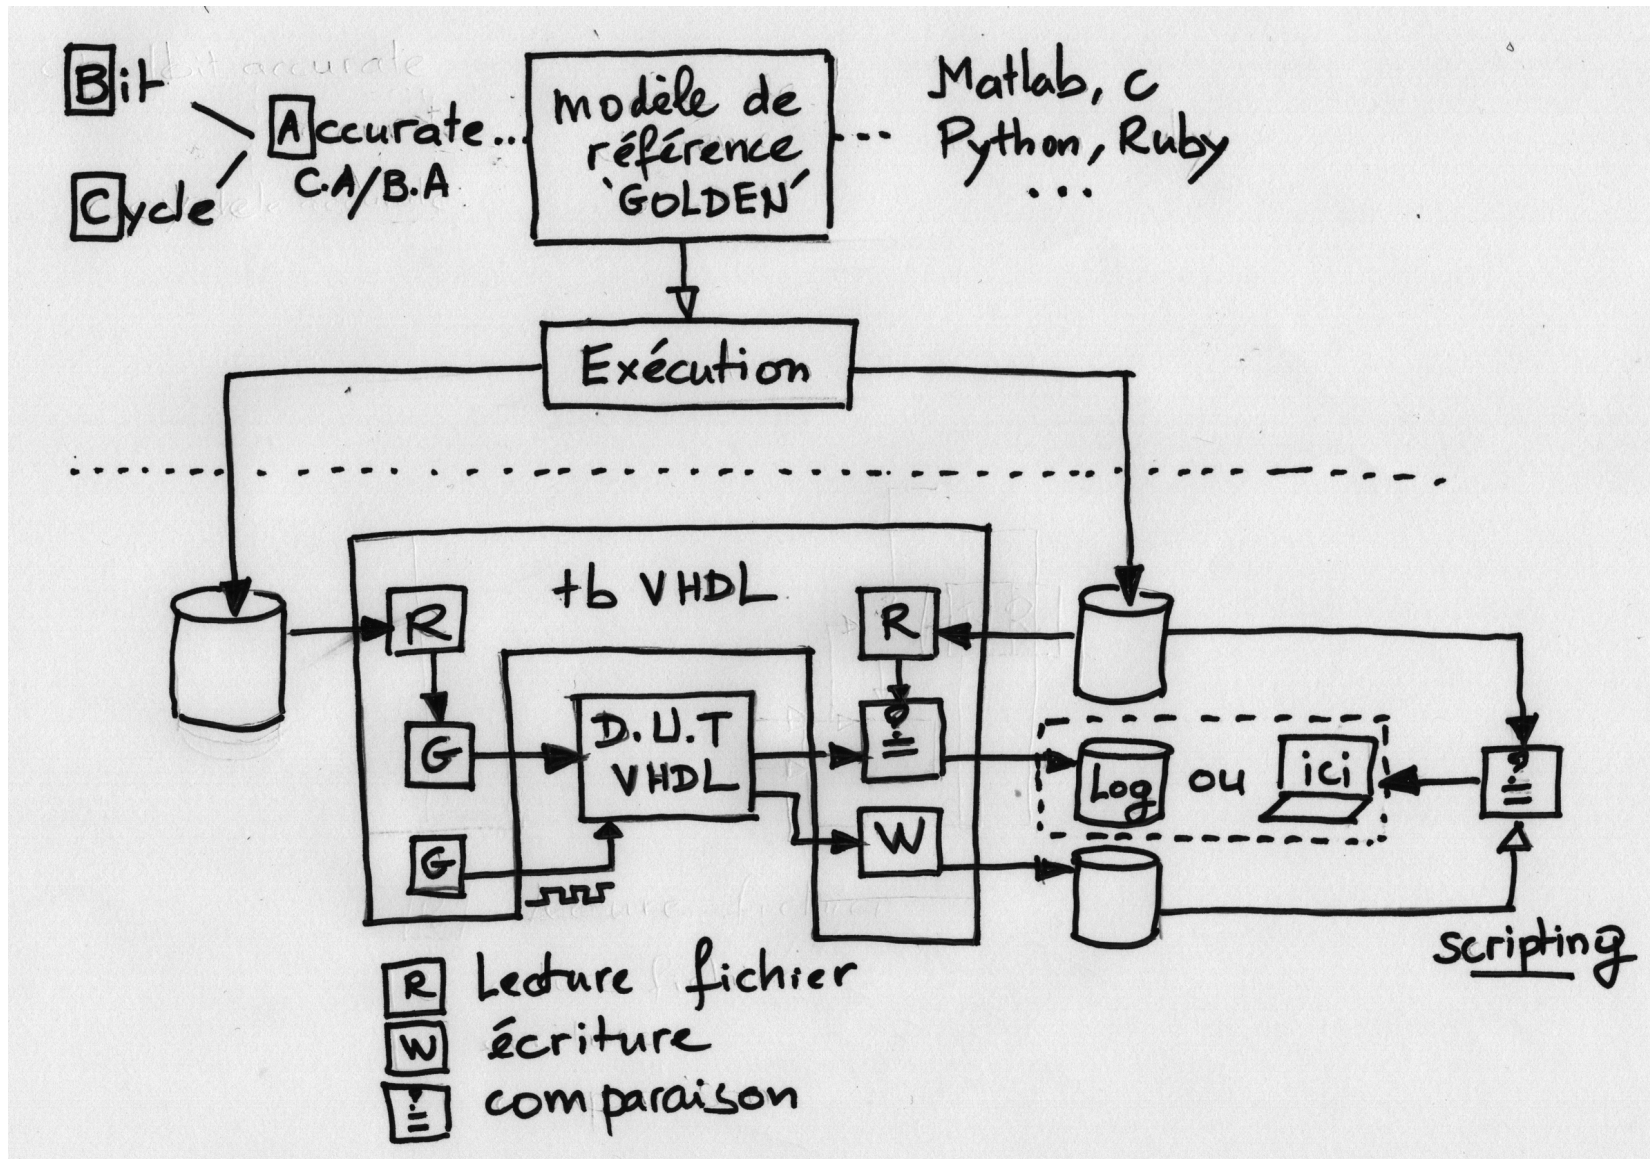 Bit
Cycle
Accurate...
C.A/B.A
modèle de
référence
'GOLDEN'
Matlab, C
Python, Ruby
...
Exécution
tb VHDL
R
R
G
D.U.T
VHDL
?
=
G
W
Log
ou
ici
?
=
scripting
R Lecture fichier
W écriture
?= comparaison